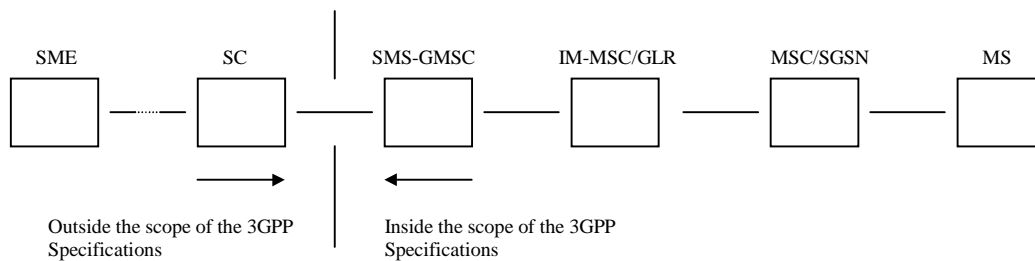 SME SC SMS-GMSC IM-MSC/GLR MSC/SGSN MS
Outside the scope of the 3GPP
Specifications
Inside the scope of the 3GPP
Specifications